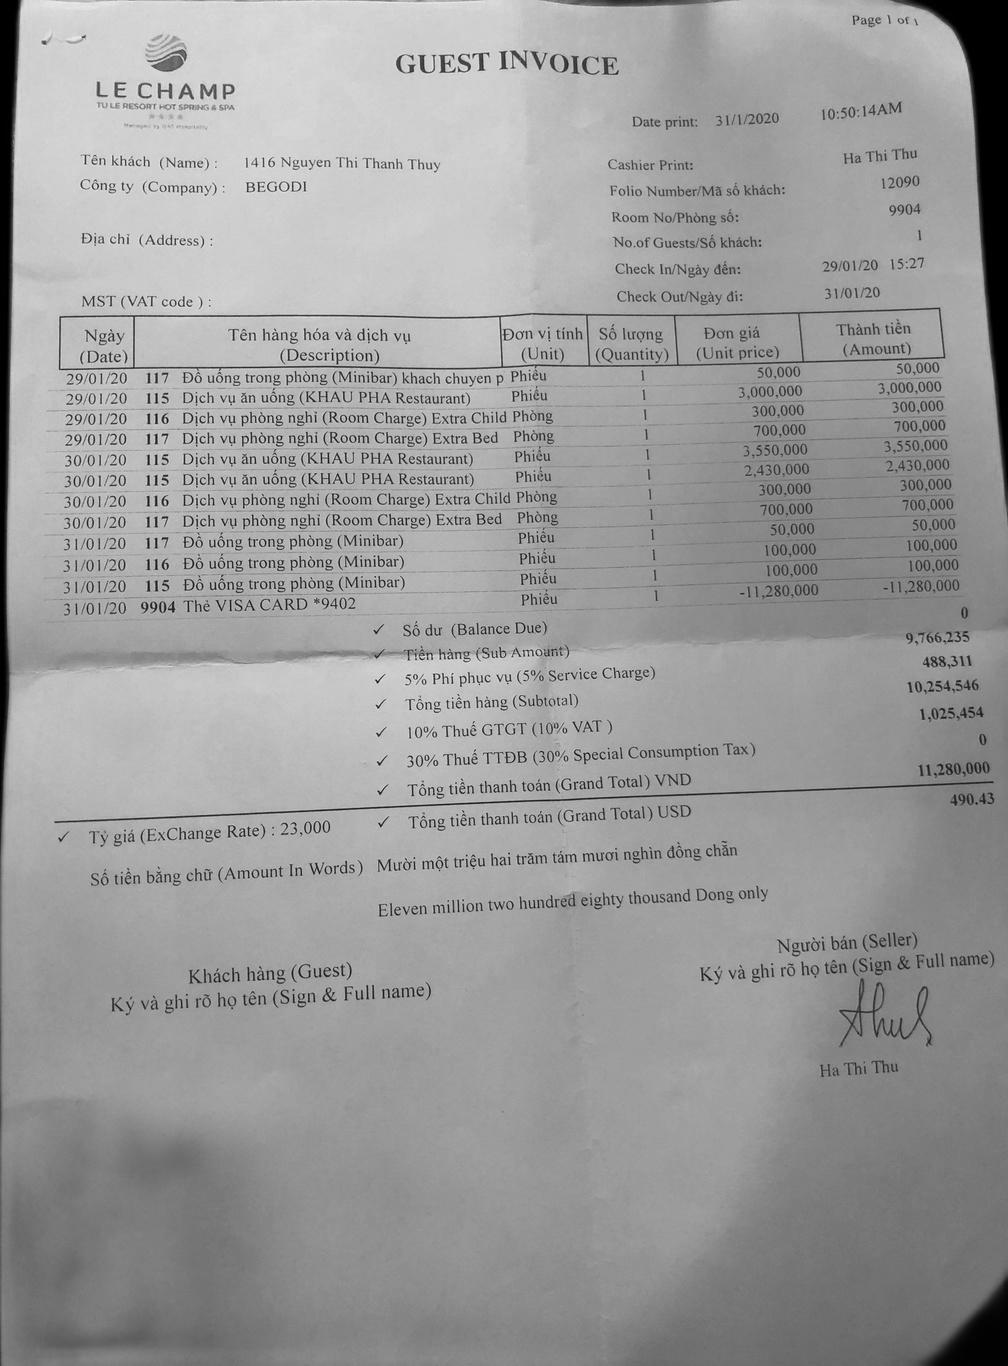 Page 1 of 1
LE CHAMP
TU LE RESORT HOT SPRING & SPA
GUEST INVOICE
Date print: 31/1/2020 10:50:14AM
Tên khách (Name) : 1416 Nguyen Thi Thanh Thuy
Công ty (Company) : BEGODI
Địa chỉ (Address) :
MST (VAT code ) :
Cashier Print: Ha Thi Thu
Folio Number/Mã số khách: 12090
Room No/Phòng số: 9904
No.of Guests/Số khách: 1
Check In/Ngày đến: 29/01/20 15:27
Check Out/Ngày đi: 31/01/20
Ngày Tên hàng hóa và dịch vụ Đơn vị tính Số lượng Đơn giá Thành tiền
(Date) (Description) (Unit) (Quantity) (Unit price) (Amount)
29/01/20 117 Đồ uống trong phòng (Minibar) khach chuyen p Phiếu 1 50,000 50,000
29/01/20 115 Dịch vụ ăn uống (KHAU PHA Restaurant) Phiếu 1 3,000,000 3,000,000
29/01/20 116 Dịch vụ phòng nghỉ (Room Charge) Extra Child Phòng 1 300,000 300,000
29/01/20 117 Dịch vụ phòng nghỉ (Room Charge) Extra Bed Phòng 1 700,000 700,000
30/01/20 115 Dịch vụ ăn uống (KHAU PHA Restaurant) Phiếu 1 3,550,000 3,550,000
30/01/20 115 Dịch vụ ăn uống (KHAU PHA Restaurant) Phiếu 1 2,430,000 2,430,000
30/01/20 116 Dịch vụ phòng nghỉ (Room Charge) Extra Child Phòng 1 300,000 300,000
30/01/20 117 Dịch vụ phòng nghỉ (Room Charge) Extra Bed Phòng 1 700,000 700,000
31/01/20 117 Đồ uống trong phòng (Minibar) Phiếu 1 50,000 50,000
31/01/20 116 Đồ uống trong phòng (Minibar) Phiếu 1 100,000 100,000
31/01/20 115 Đồ uống trong phòng (Minibar) Phiếu 1 100,000 100,000
31/01/20 9904 Thẻ VISA CARD *9402 Phiếu 1 -11,280,000 -11,280,000
✓ Số dư (Balance Due) 0
✓ Tiền hàng (Sub Amount) 9,766,235
✓ 5% Phí phục vụ (5% Service Charge) 488,311
✓ Tổng tiền hàng (Subtotal) 10,254,546
✓ 10% Thuế GTGT (10% VAT ) 1,025,454
✓ 30% Thuế TTĐB (30% Special Consumption Tax) 0
✓ Tổng tiền thanh toán (Grand Total) VND 11,280,000
✓ Tỷ giá (ExChange Rate) : 23,000 ✓ Tổng tiền thanh toán (Grand Total) USD 490.43
Số tiền bằng chữ (Amount In Words) Mười một triệu hai trăm tám mươi nghìn đồng chẵn
Eleven million two hundred eighty thousand Dong only
Khách hàng (Guest) Người bán (Seller)
Ký và ghi rõ họ tên (Sign & Full name) Ký và ghi rõ họ tên (Sign & Full name)
Ha Thi Thu